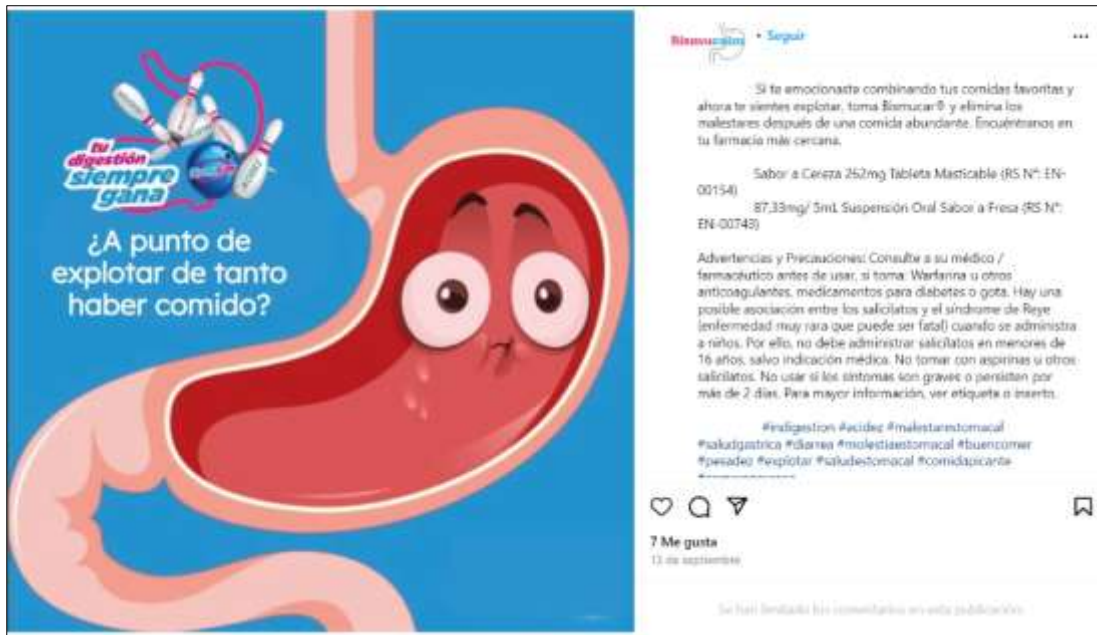 tu
digestión
siempre
gana
¿A punto de
explotar de tanto
haber comido?
• Seguir
Si te emocionaste combinando tus comidas favoritas y
ahora te sientes explotar, toma Bismucar® y elimina los
malestares después de una comida abundante. Encuéntranos en
tu farmacia más cercana.
Sabor a Cereza 262mg Tableta Masticable (RS N°: EN-
00154)
87,33mg/ 5mL Suspensión Oral Sabor a Fresa (RS N°:
EN-00743)
Advertencias y Precauciones: Consulte a su médico /
farmacéutico antes de usar, si toma: Warfarina u otros
anticoagulantes, medicamentos para diabetes o gota. Hay una
posible asociación entre los salicilatos y el síndrome de Reye
(enfermedad muy rara que puede ser fatal) cuando se administra
a niños. Por ello, no debe administrar salicilatos en menores de
16 años, salvo indicación médica. No tomar con aspirinas u otros
salicilatos. No usar si los síntomas son graves o persisten por
más de 2 días. Para mayor información, ver etiqueta o inserto.
#indigestion #acidez #malestarestomacal
#saludgastrica #diarrea #molestiaestomacal #buencomer
#pesadez #explotar #saludestomacal #comidapicante
7 Me gusta
13 de septiembre
Se han limitado los comentarios en esta publicación.